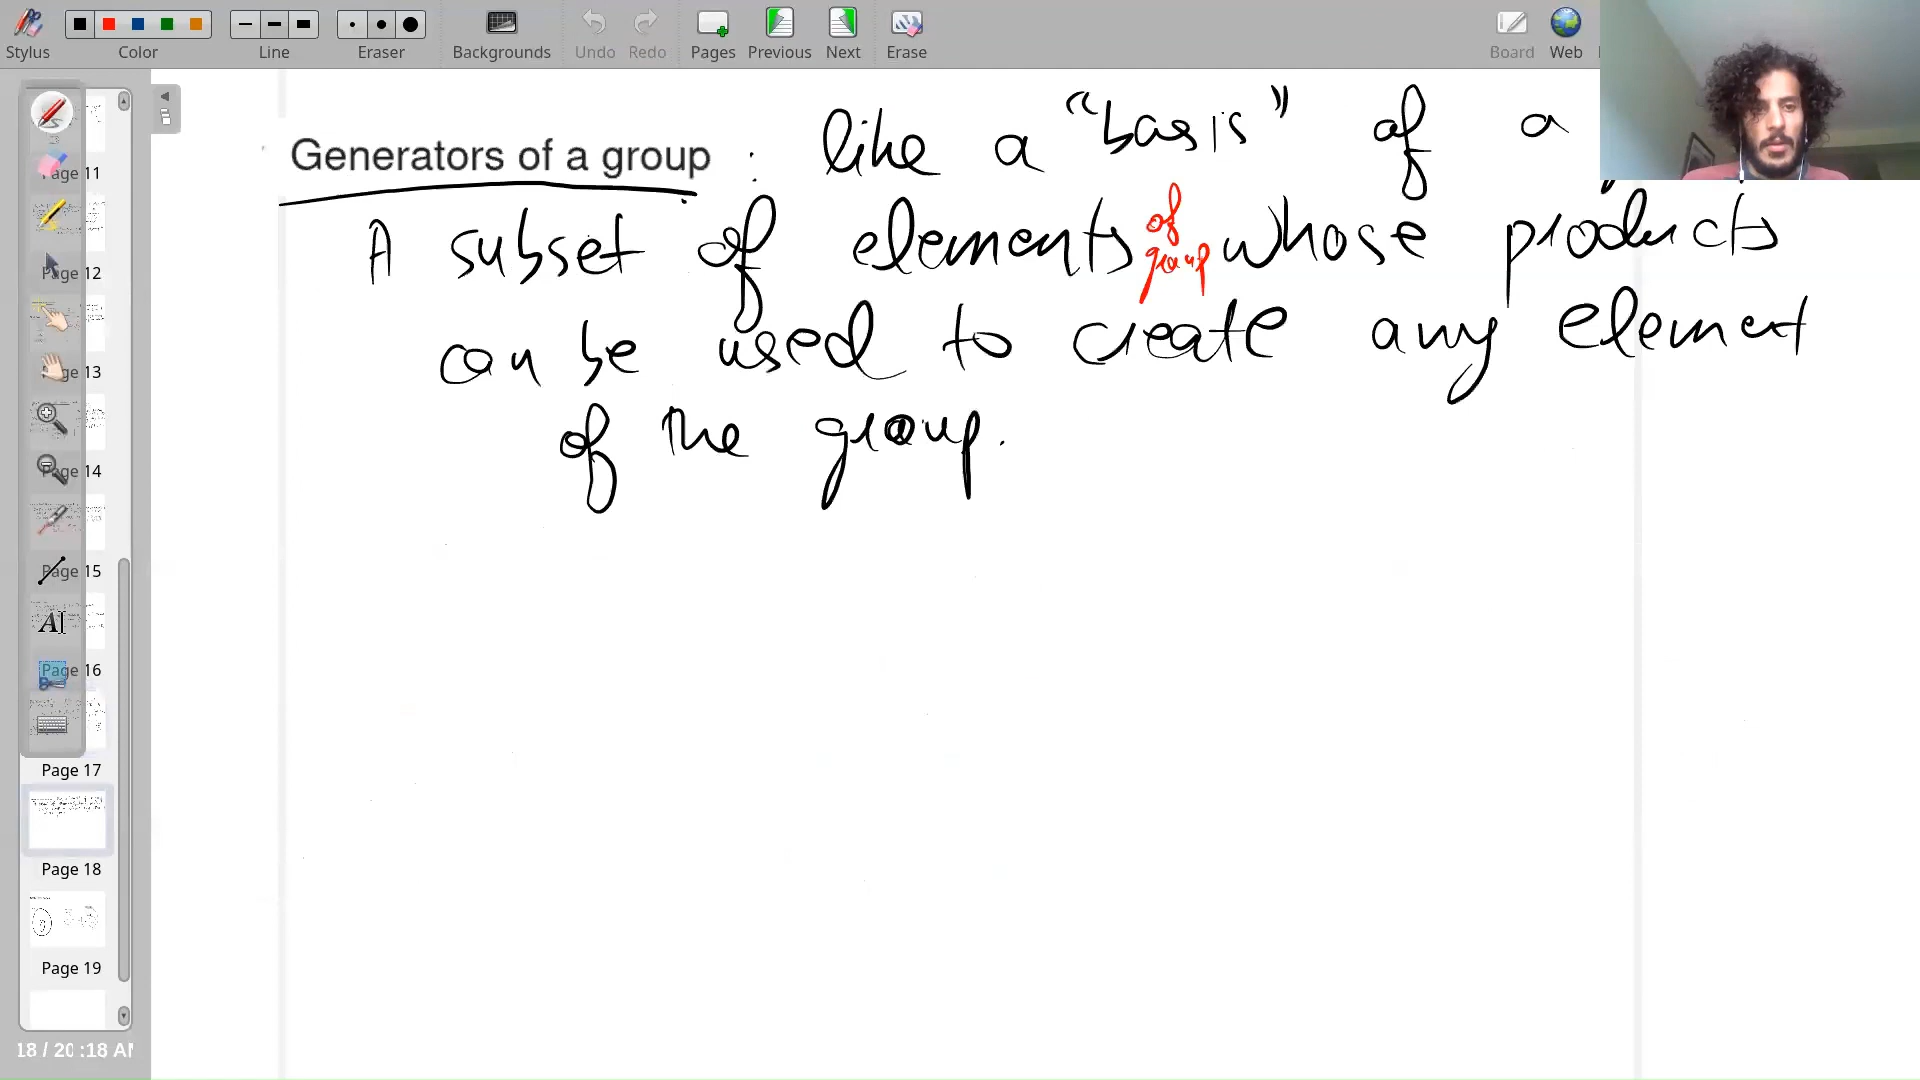 Stylus Color Line Eraser Backgrounds Undo Redo Pages Previous Next Erase Board Web
Generators of a group : like a "basis" of a
A subset of elements of group whose products
can be used to create any element
of the group.
Page 11
Page 12
13
Page 14
Page 15
Page 16
Page 17
Page 18
Page 19
18 / 20